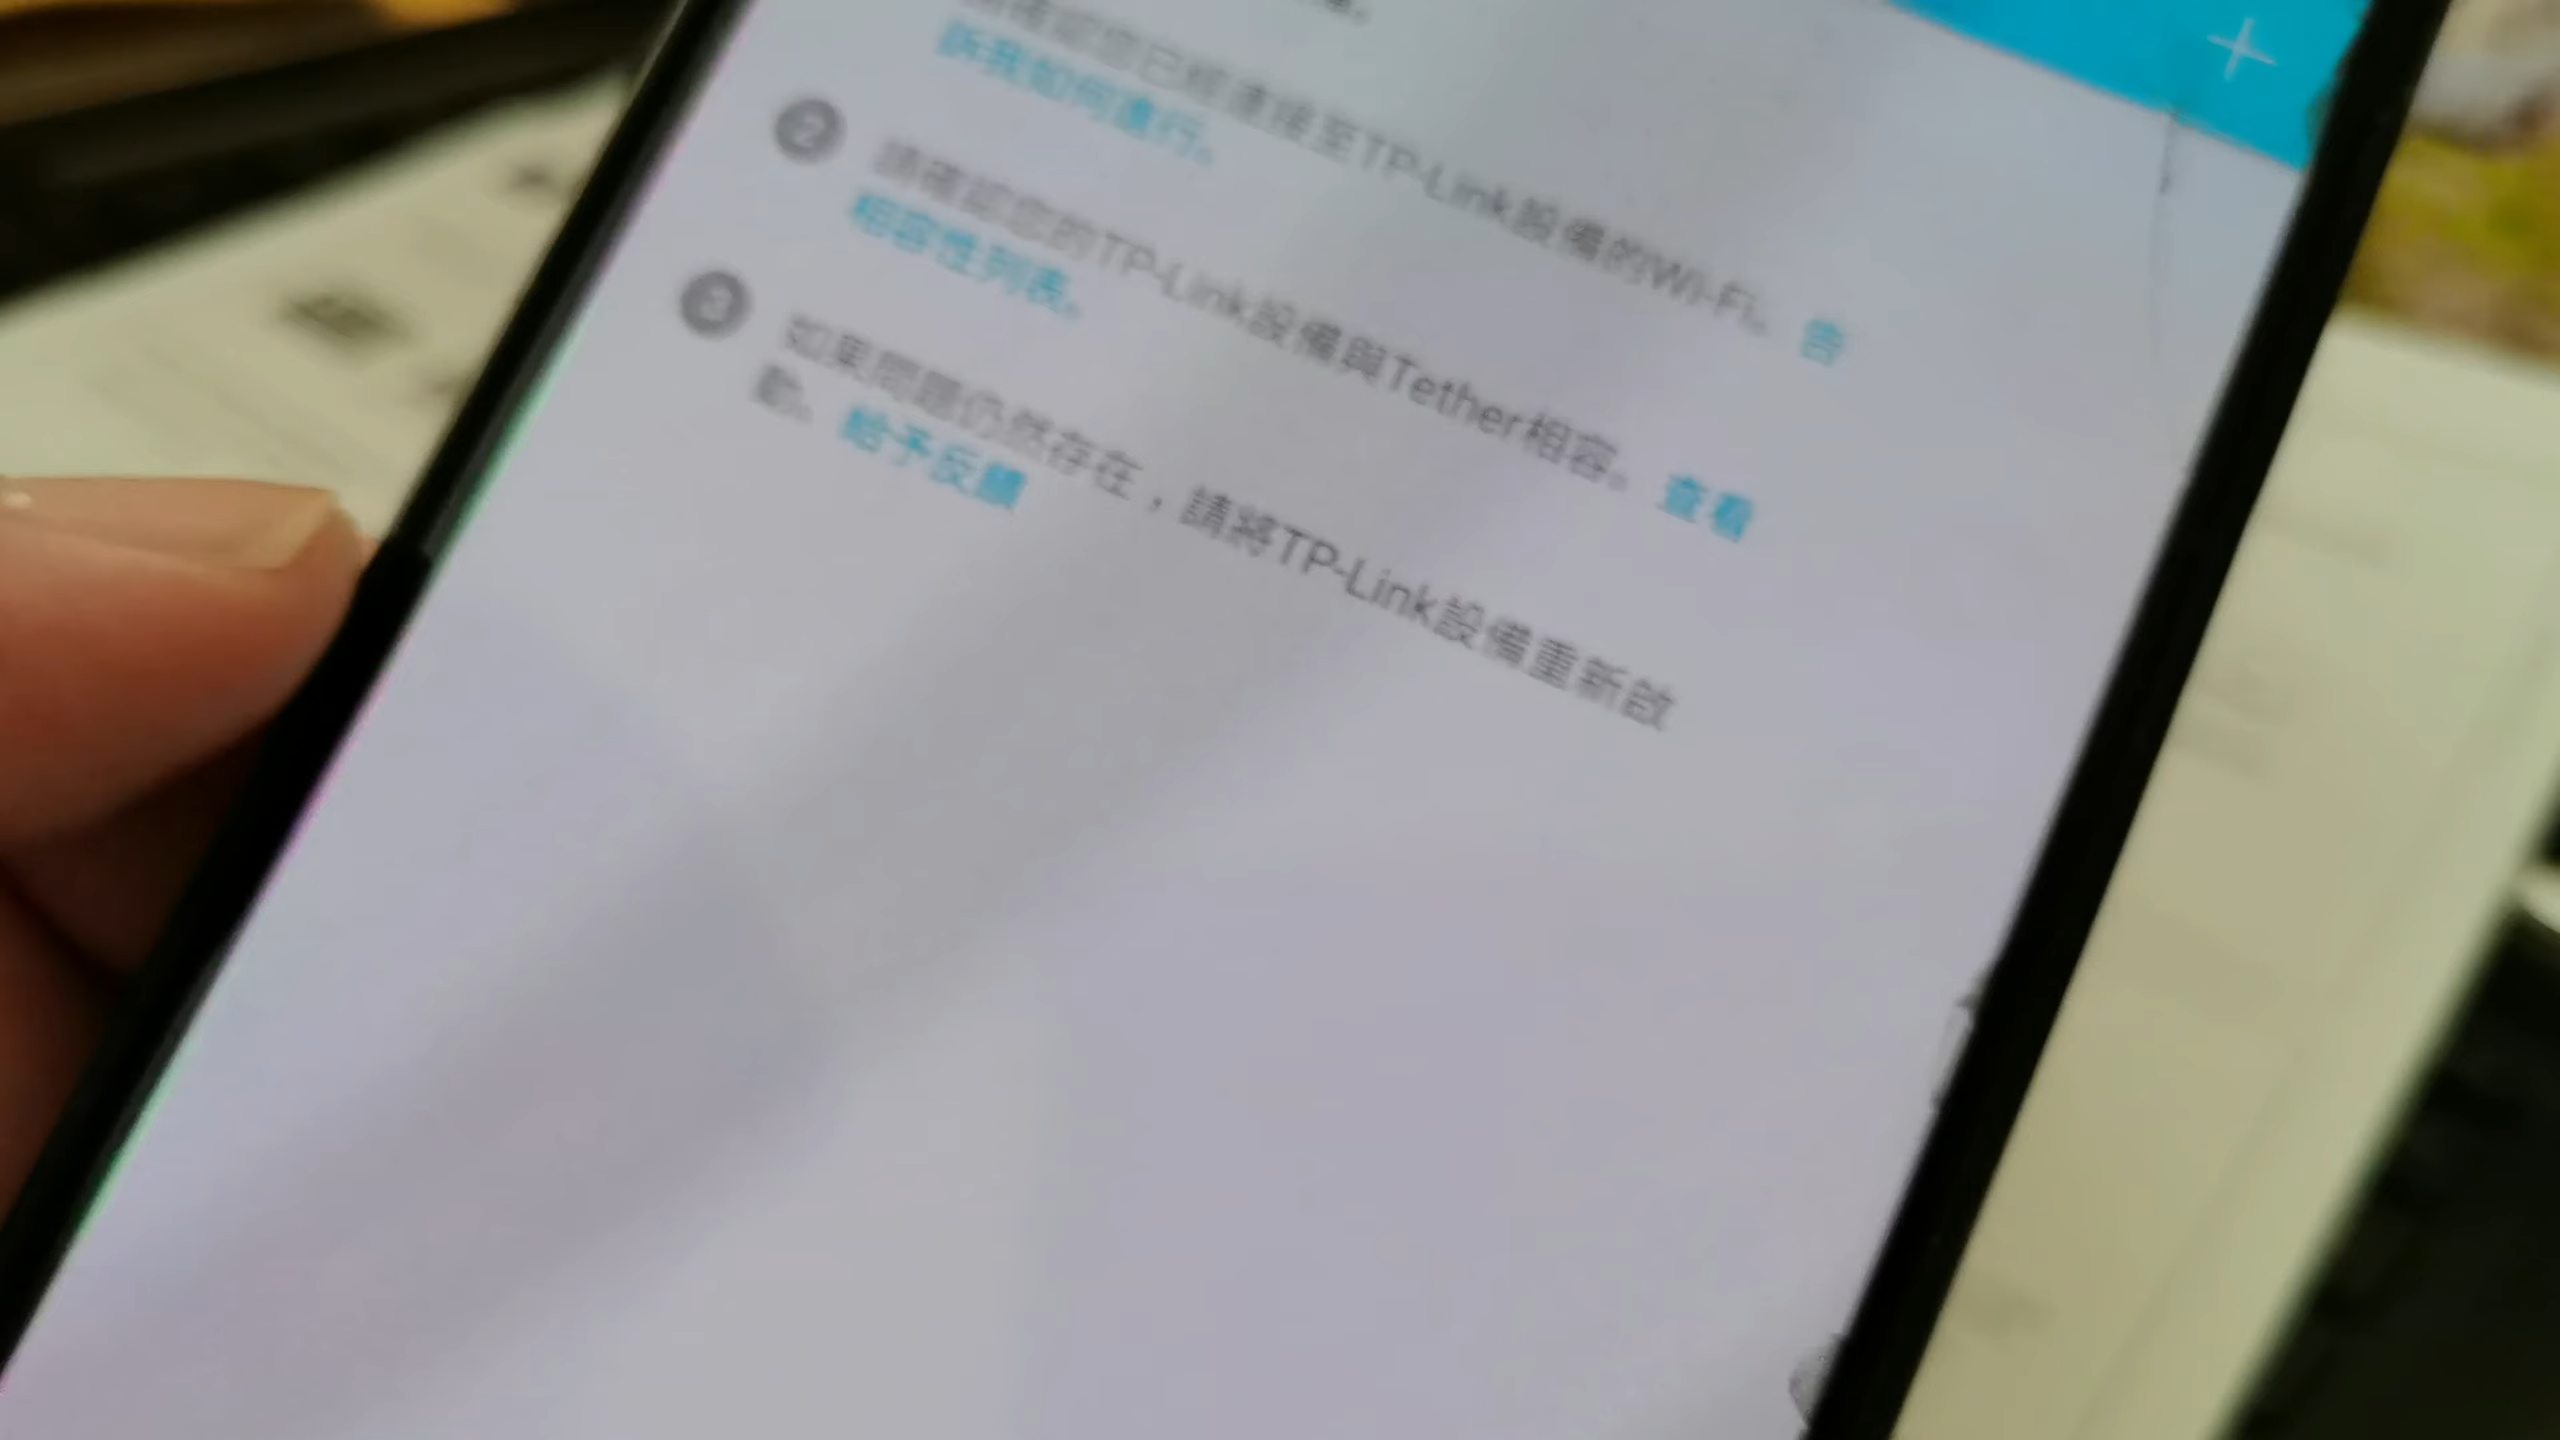 請確認您已經連接至TP-Link設備的Wi-Fi。告
訴我如何進行。
2 請確認您的TP-Link設備與Tether相容。查看
相容性列表。
3 如果問題仍然存在，請將TP-Link設備重新啟
動。給予反饋